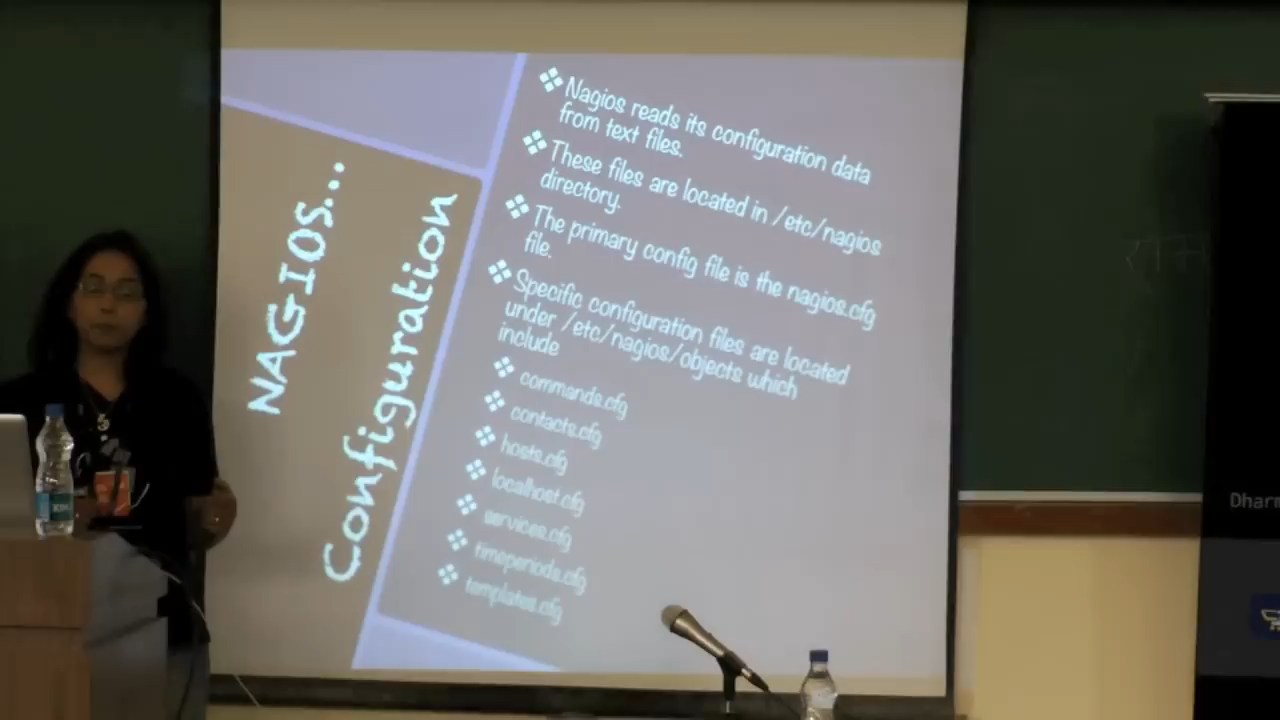 NAGIOS...
Configuration
Nagios reads its configuration data
from text files.
These files are located in /etc/nagios
directory.
The primary config file is the nagios.cfg
file.
Specific configuration files are located
under /etc/nagios/objects which
include
commands.cfg
contacts.cfg
hosts.cfg
localhost.cfg
services.cfg
timeperiods.cfg
templates.cfg
Dharm